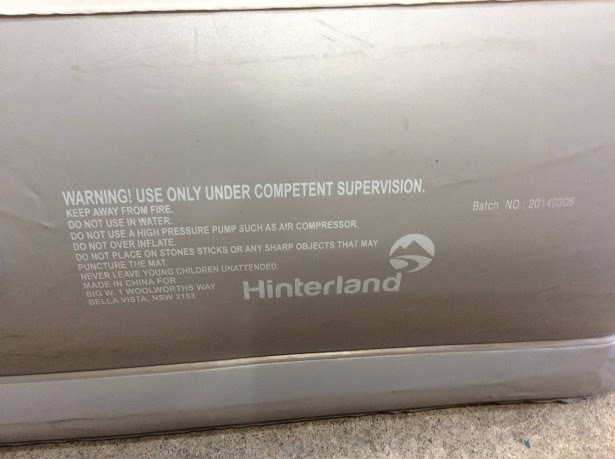 WARNING! USE ONLY UNDER COMPETENT SUPERVISION.
KEEP AWAY FROM FIRE.
DO NOT USE IN WATER.
DO NOT USE A HIGH PRESSURE PUMP SUCH AS AIR COMPRESSOR.
DO NOT OVER INFLATE.
DO NOT PLACE ON STONES STICKS OR ANY SHARP OBJECTS THAT MAY
PUNCTURE THE MAT.
NEVER LEAVE YOUNG CHILDREN UNATTENDED.
MADE IN CHINA FOR
BIG W. 1 WOOLWORTHS WAY
BELLA VISTA, NSW 2153
Hinterland
Batch NO : 20140306